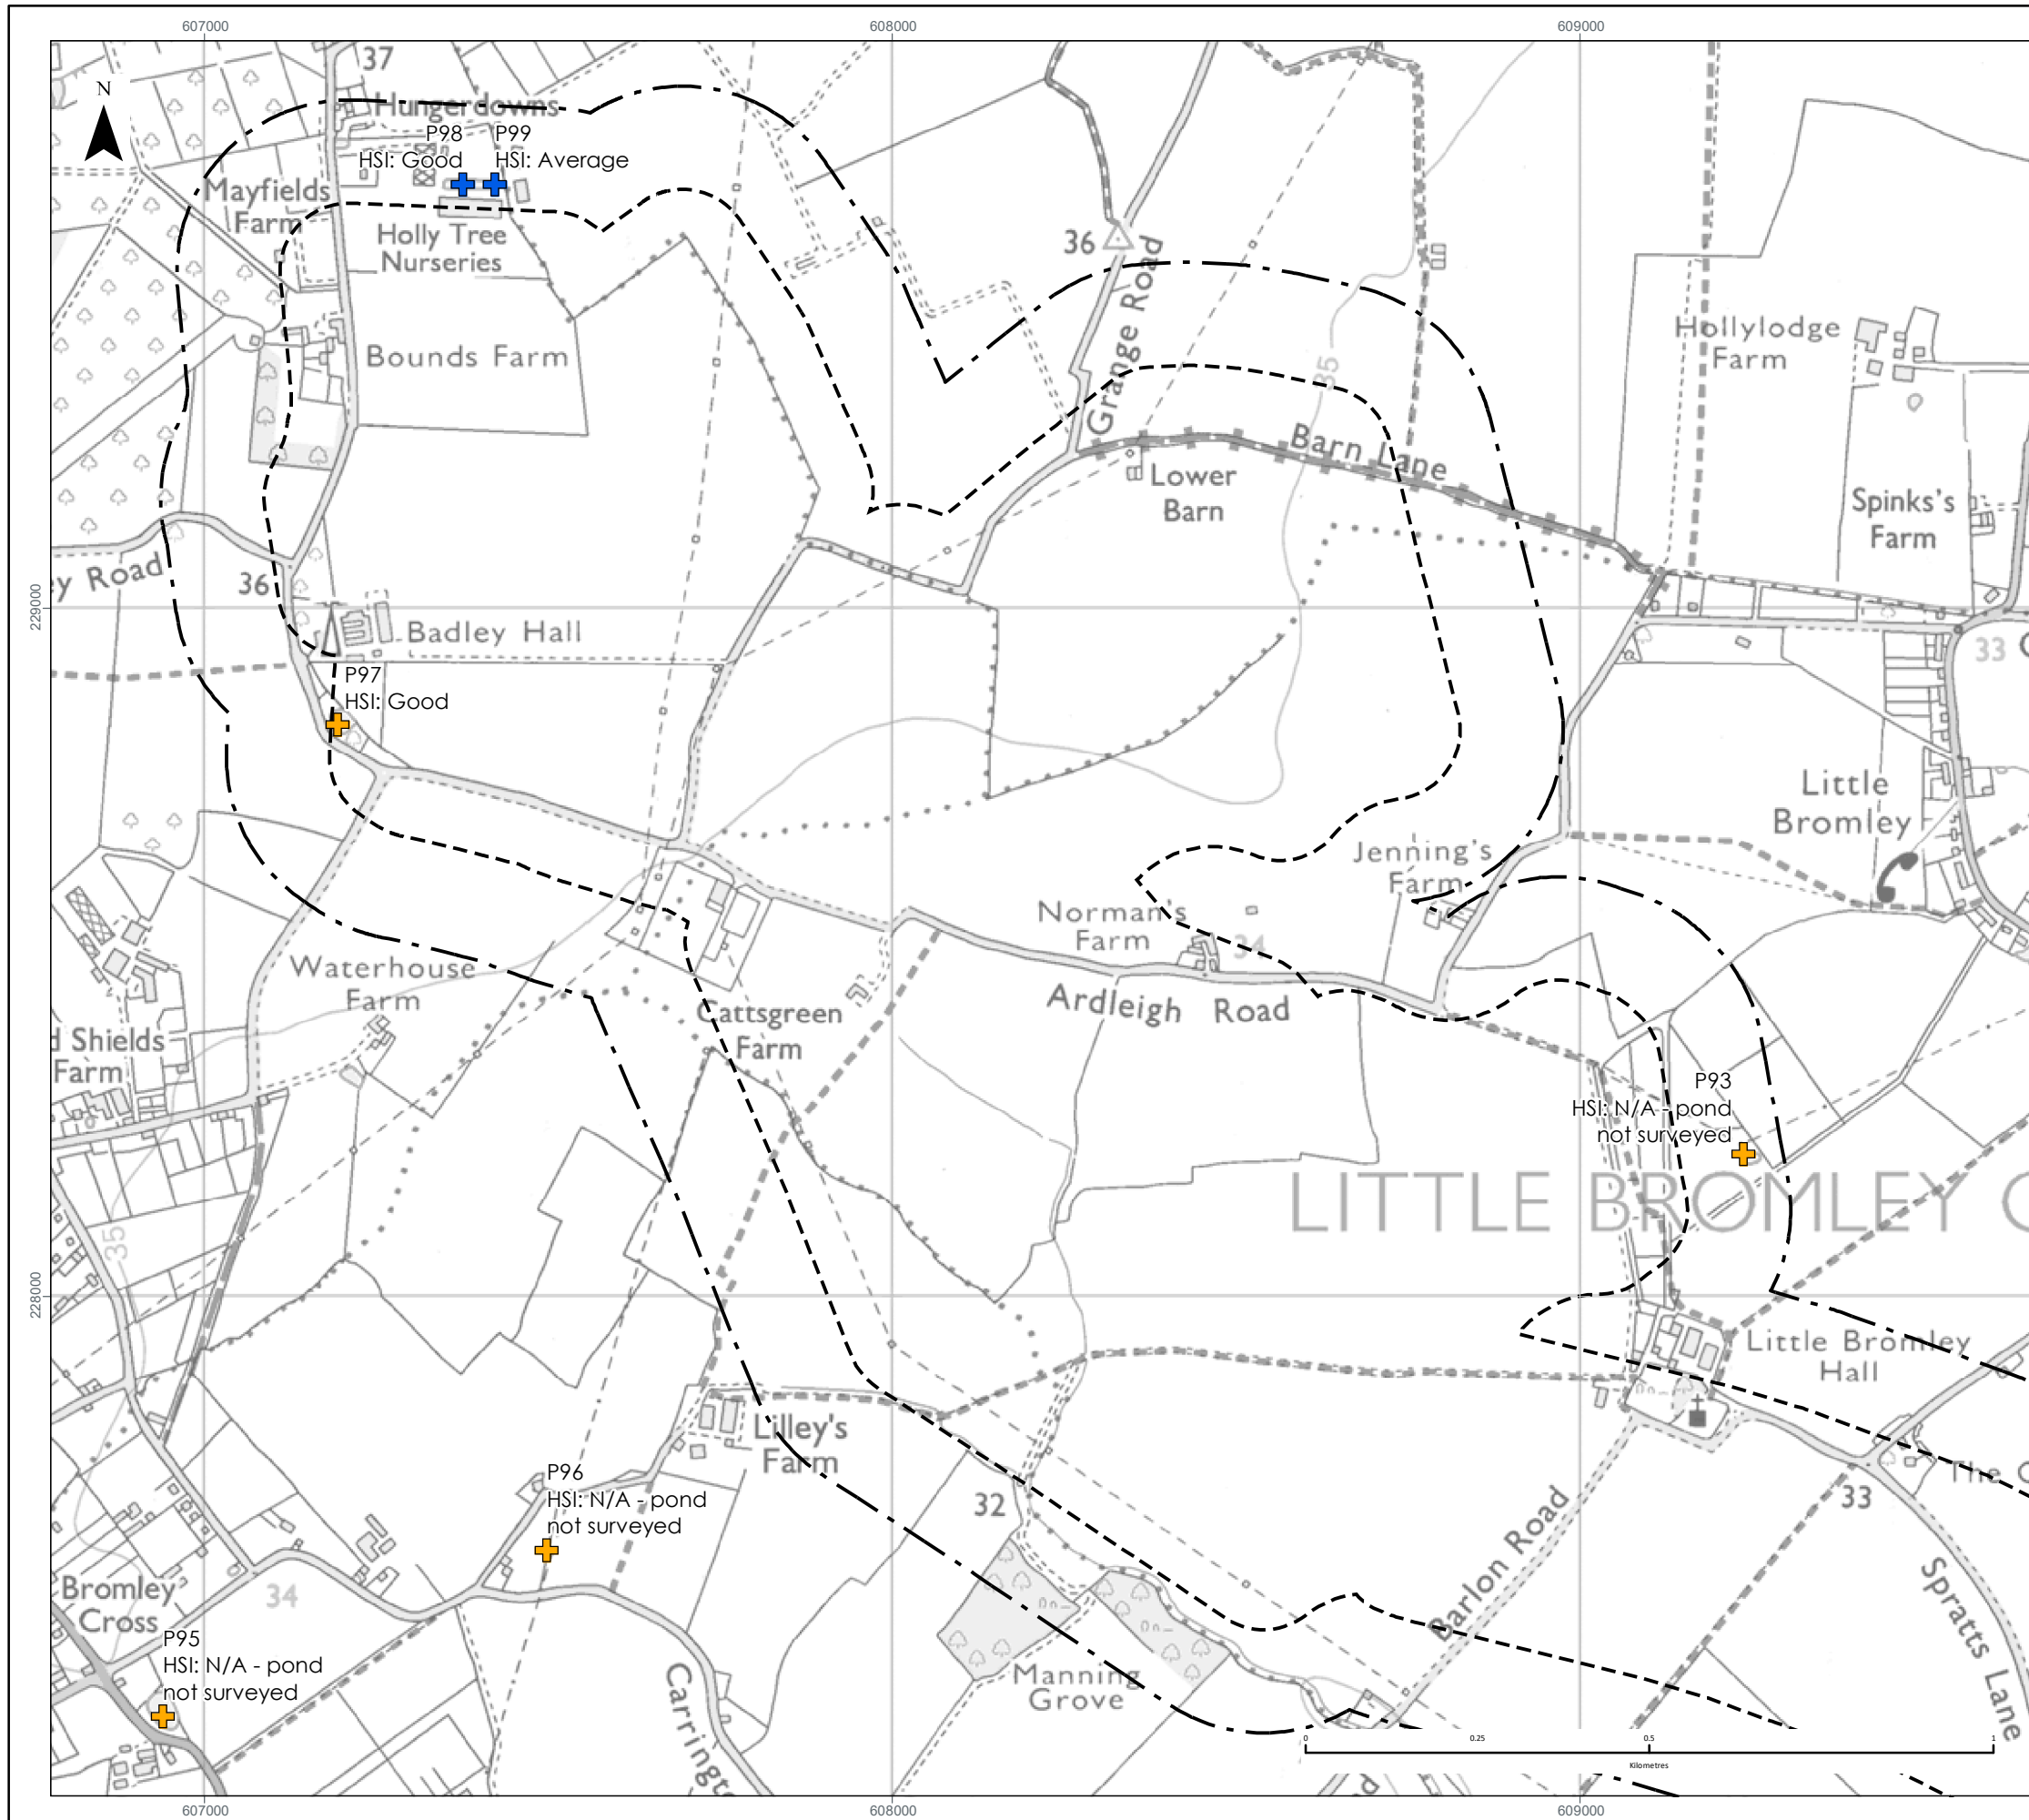 607000
608000
609000
37
N
Hungerdowns
P98
HSI: Good
P99
HSI: Average
Mayfields
Farm
Holly Tree
Nurseries
36
Grange Road
Hollylodge
Farm
Bounds Farm
35
Barn Lane
Lower
Barn
Spinks's
Farm
36
229000
Badley Hall
33
P97
HSI: Good
Little
Bromley
Jenning's
Farm
Norman's
Farm
34
Waterhouse
Farm
Cattsgreen
Farm
Ardleigh Road
d Shields
Farm
P93
HSI: N/A - pond
not surveyed
LITTLE BROMLEY
35
228000
Little Bromley
Hall
Lilley's
Farm
P96
HSI: N/A - pond
not surveyed
32
33
Barlon Road
Spratts Lane
Bromley
Cross
34
P95
HSI: N/A - pond
not surveyed
Manning
Grove
0
0.25
0.5
1
Kilometres
607000
608000
609000